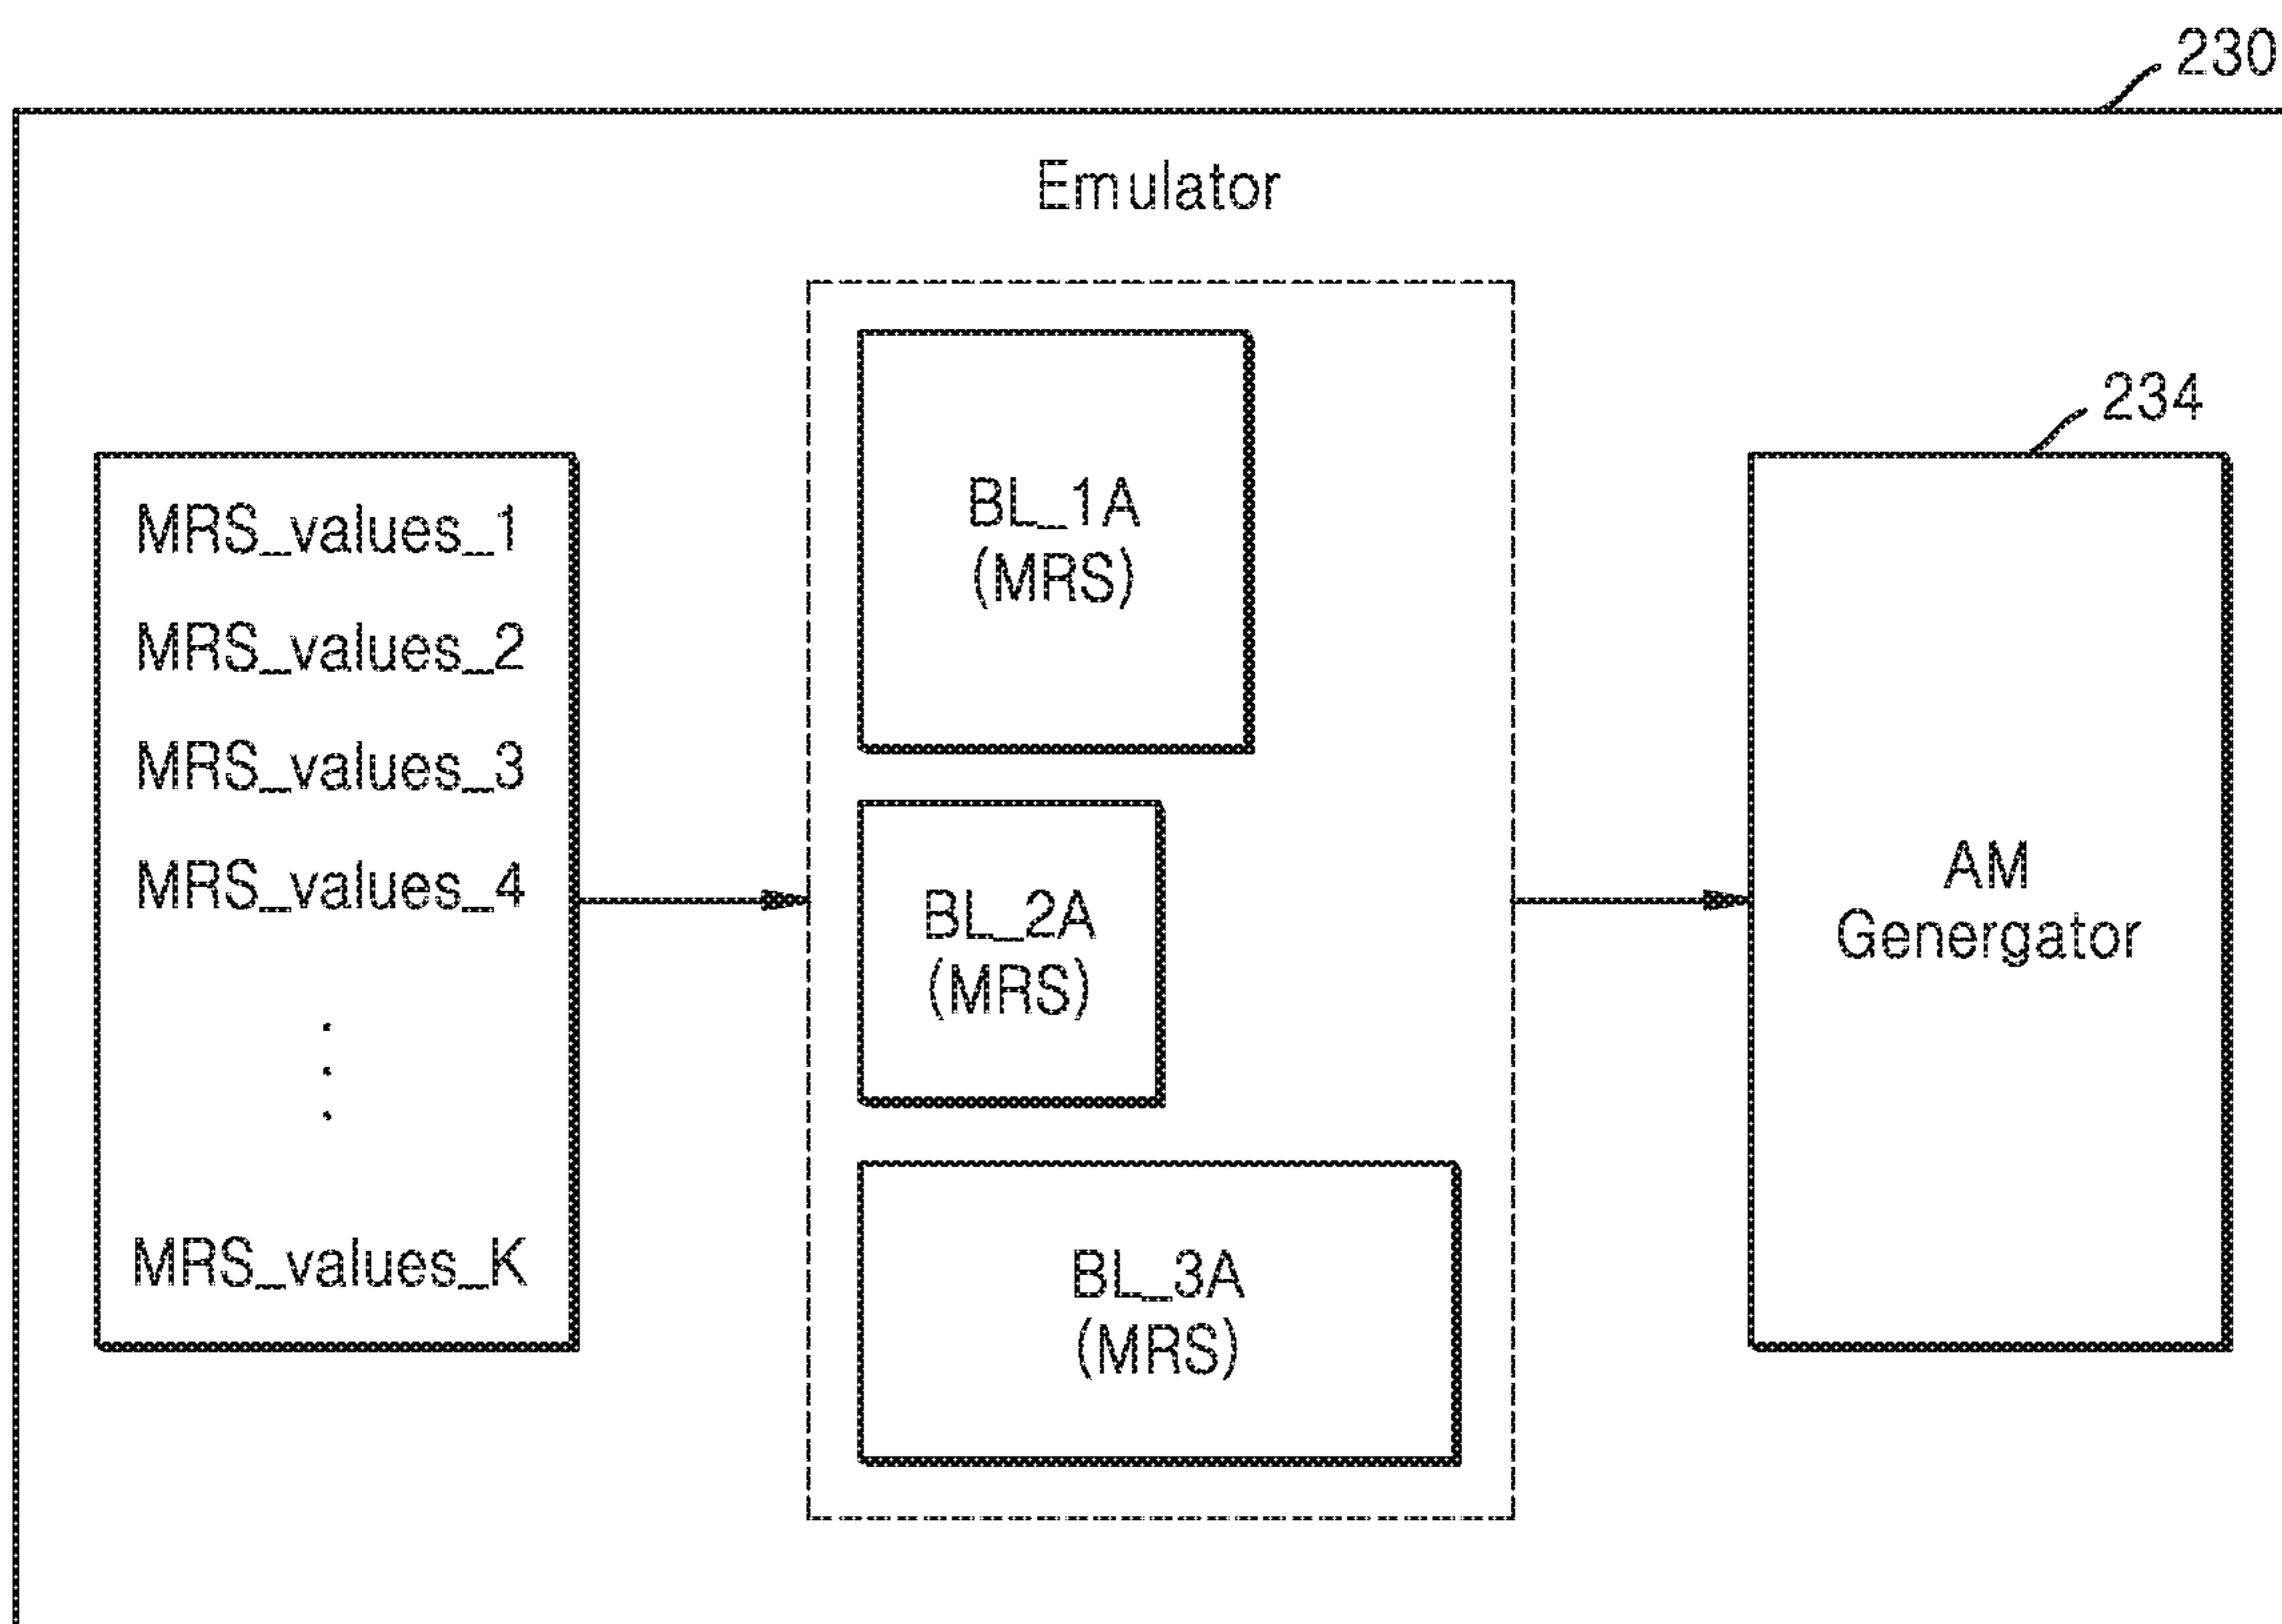 230
Emulator
234
MRS_values_1
MRS_values_2
MRS_values_3
MRS_values_4
MRS_values_K
BL_1A
(MRS)
BL_2A
(MRS)
BL_3A
(MRS)
AM
Genergator